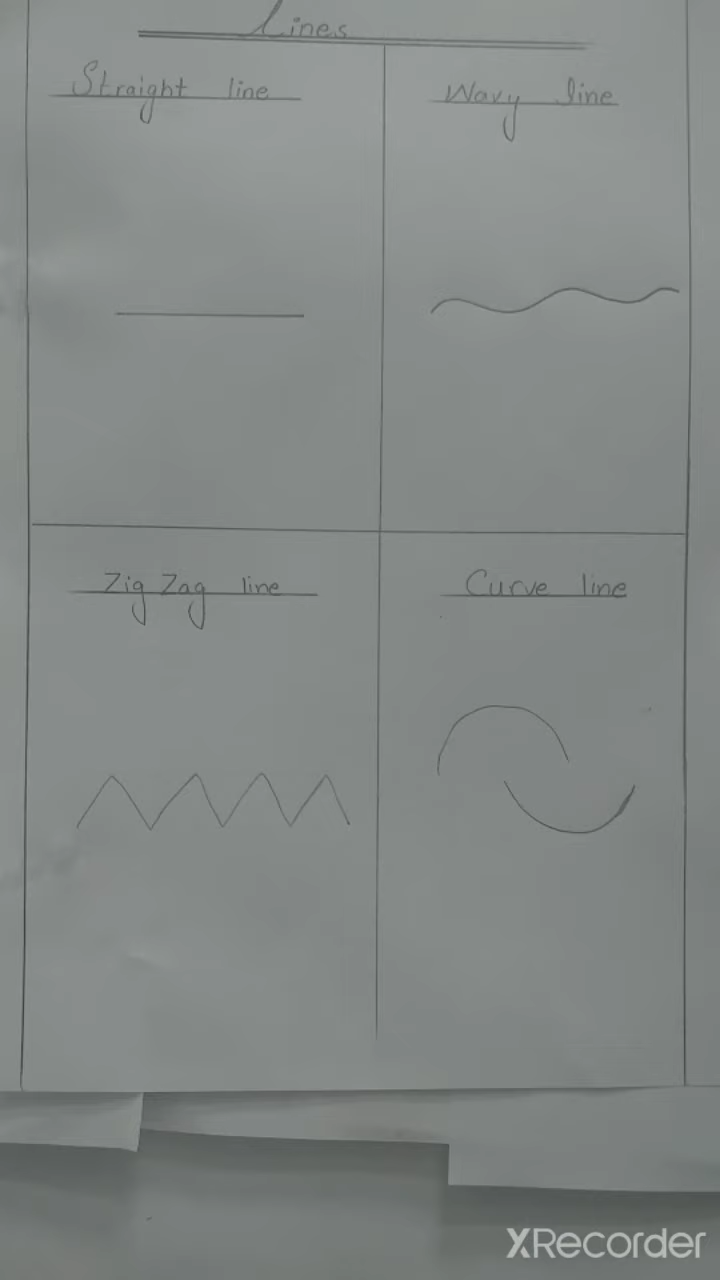 Lines
Straight line
Wavy line
Zig Zag line
Curve line
XRecorder